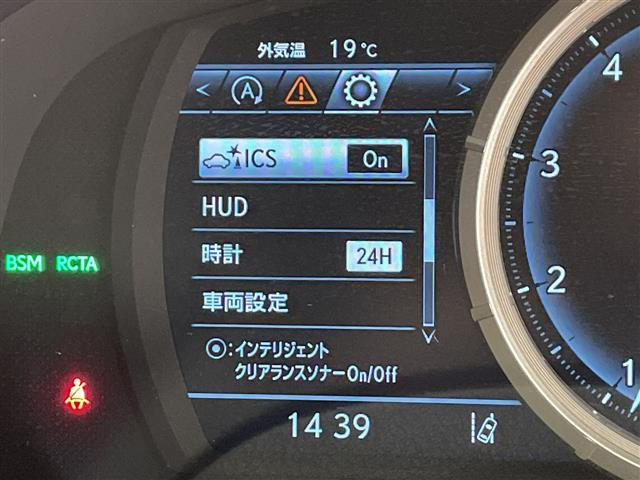 外気温 19℃
< A >
ICS On
HUD
時計 24H
車両設定
BSM RCTA
⦿:インテリジェント
クリアランスソナーOn/Off
14 39
4
3
2
1